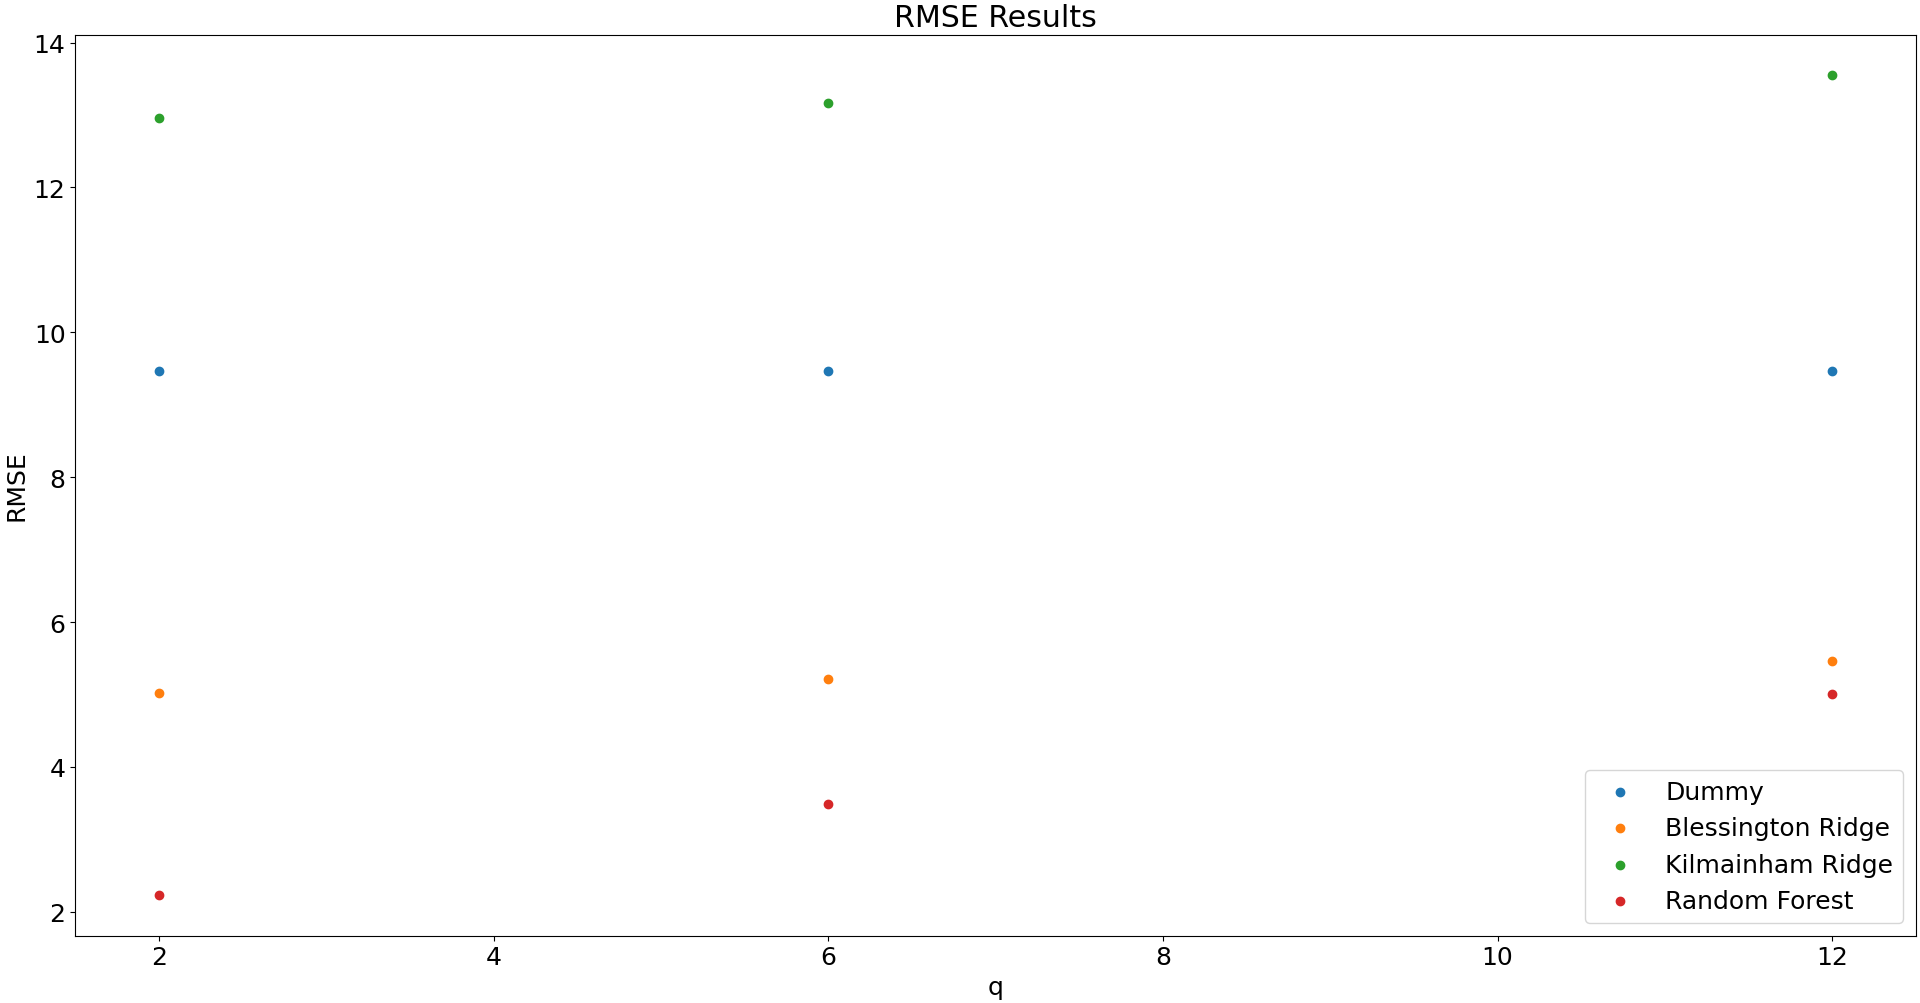 RMSE Results
14
12
10
8
6
4
2
RMSE
2 4 6 8 10 12
q
Dummy
Blessington Ridge
Kilmainham Ridge
Random Forest